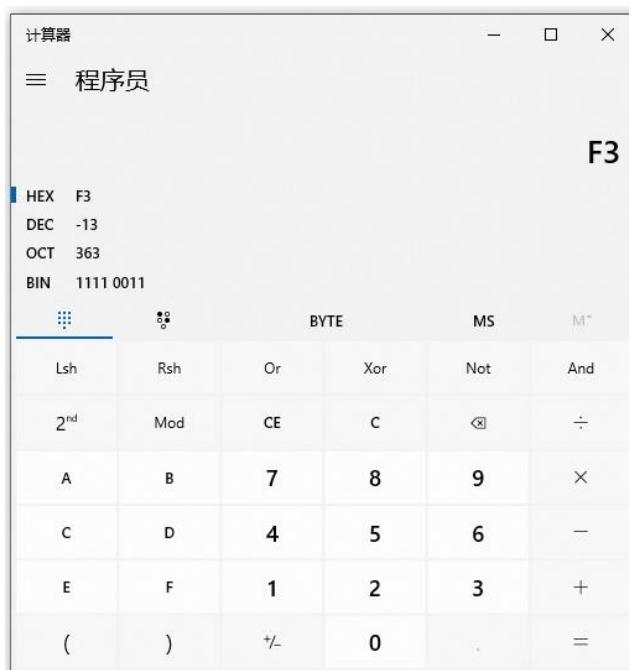 计算器
程序员
F3
HEX F3
DEC -13
OCT 363
BIN 1111 0011
BYTE MS M˅
Lsh Rsh Or Xor Not And
2ⁿᵈ Mod CE C ÷
A B 7 8 9 ×
C D 4 5 6 −
E F 1 2 3 +
( ) +/− 0 . =